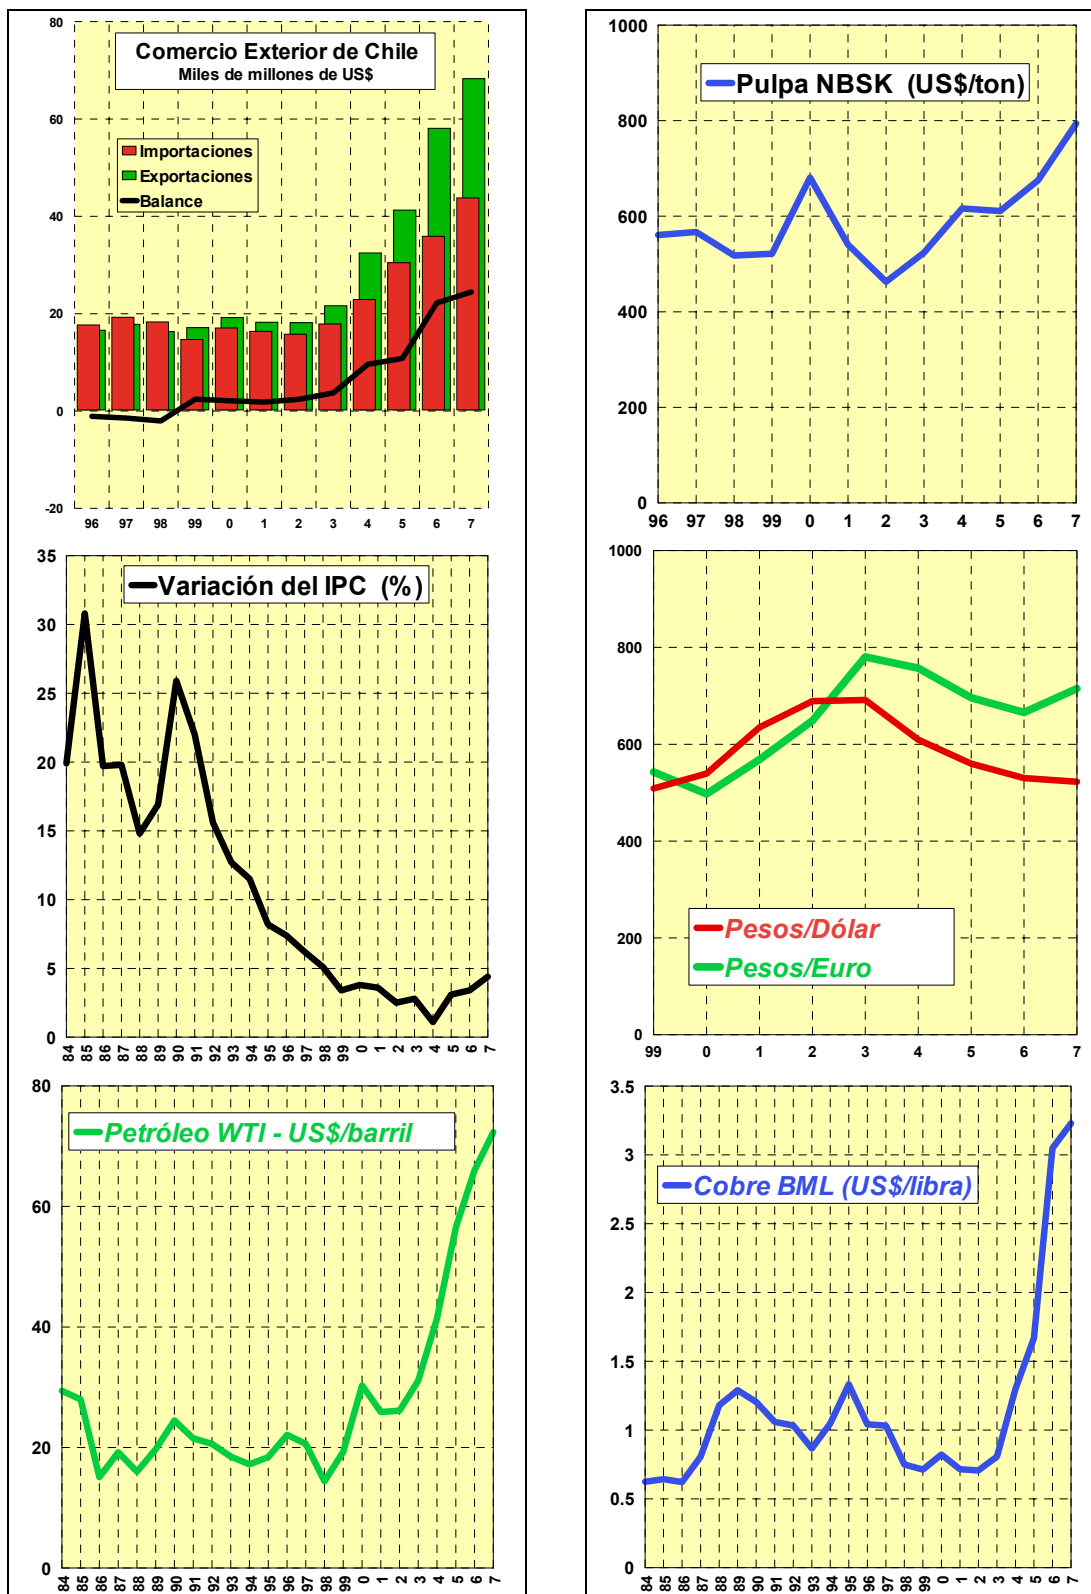 Comercio Exterior de Chile
Miles de millones de US$
Importaciones
Exportaciones
Balance
80
60
40
20
0
-20
96 97 98 99 0 1 2 3 4 5 6 7
Pulpa NBSK (US$/ton)
1000
800
600
400
200
0
96 97 98 99 0 1 2 3 4 5 6 7
Variación del IPC (%)
35
30
25
20
15
10
5
0
84 85 86 87 88 89 90 91 92 93 94 95 96 97 98 99 0 1 2 3 4 5 6 7
1000
800
600
400
200
0
Pesos/Dólar
Pesos/Euro
99 0 1 2 3 4 5 6 7
Petróleo WTI - US$/barril
80
60
40
20
0
84 85 86 87 88 89 90 91 92 93 94 95 96 97 98 99 0 1 2 3 4 5 6 7
Cobre BML (US$/libra)
3.5
3
2.5
2
1.5
1
0.5
0
84 85 86 87 88 89 90 91 92 93 94 95 96 97 98 99 0 1 2 3 4 5 6 7